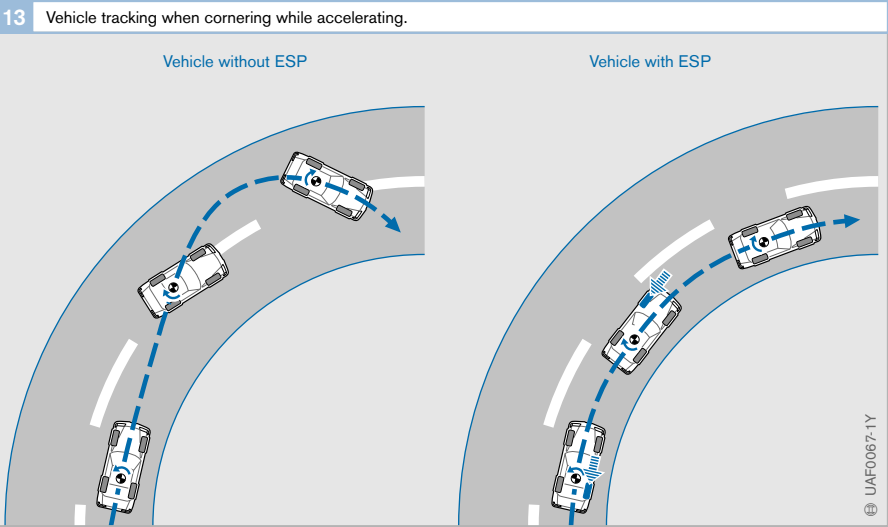 13 Vehicle tracking when cornering while accelerating.
Vehicle without ESP
Vehicle with ESP
UAF0067-1Y